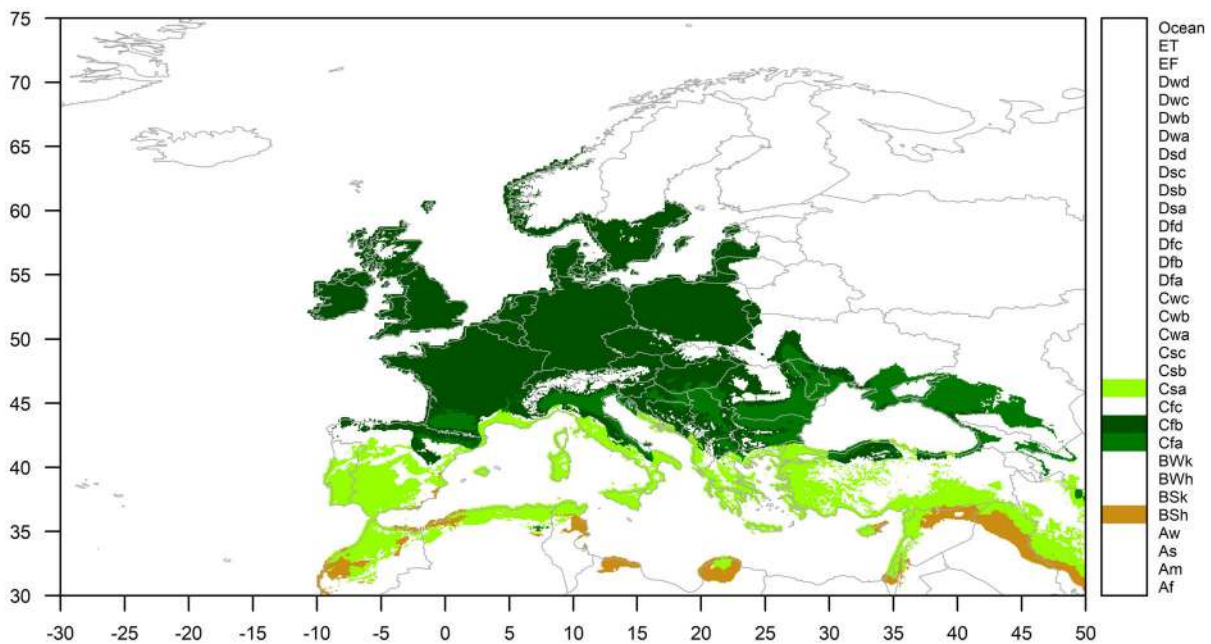 75
70
65
60
55
50
45
40
35
30
-30 -25 -20 -15 -10 -5 0 5 10 15 20 25 30 35 40 45 50
Ocean
ET
EF
Dwd
Dwc
Dwb
Dwa
Dsd
Dsc
Dsb
Dsa
Dfd
Dfc
Dfb
Dfa
Cwc
Cwb
Cwa
Csc
Csb
Csa
Cfc
Cfb
Cfa
BWk
BWh
BSk
BSh
Aw
As
Am
Af